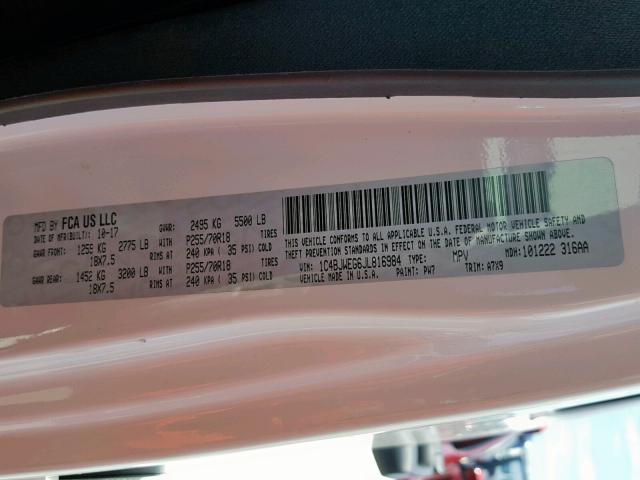 MFD BY FCA US LLC
DATE OF MFR(BUILT): 10-17 GVWR: 2495 KG 5500 LB
GAWR FRONT: 1259 KG 2775 LB WITH P255/70R18 TIRES
18X7.5 RIMS AT 240 KPA ( 35 PSI) COLD
GAWR REAR: 1452 KG 3200 LB WITH P255/70R18 TIRES
18X7.5 RIMS AT 240 KPA ( 35 PSI) COLD
THIS VEHICLE CONFORMS TO ALL APPLICABLE U.S.A. FEDERAL MOTOR VEHICLE SAFETY AND
THEFT PREVENTION STANDARDS IN EFFECT ON THE DATE OF MANUFACTURE SHOWN ABOVE.
VIN: 1C4BJWEG6JL816984 TYPE: MPV MDH: 101222 316AA
VEHICLE MADE IN U.S.A. PAINT: PW7 TRIM: A7X9